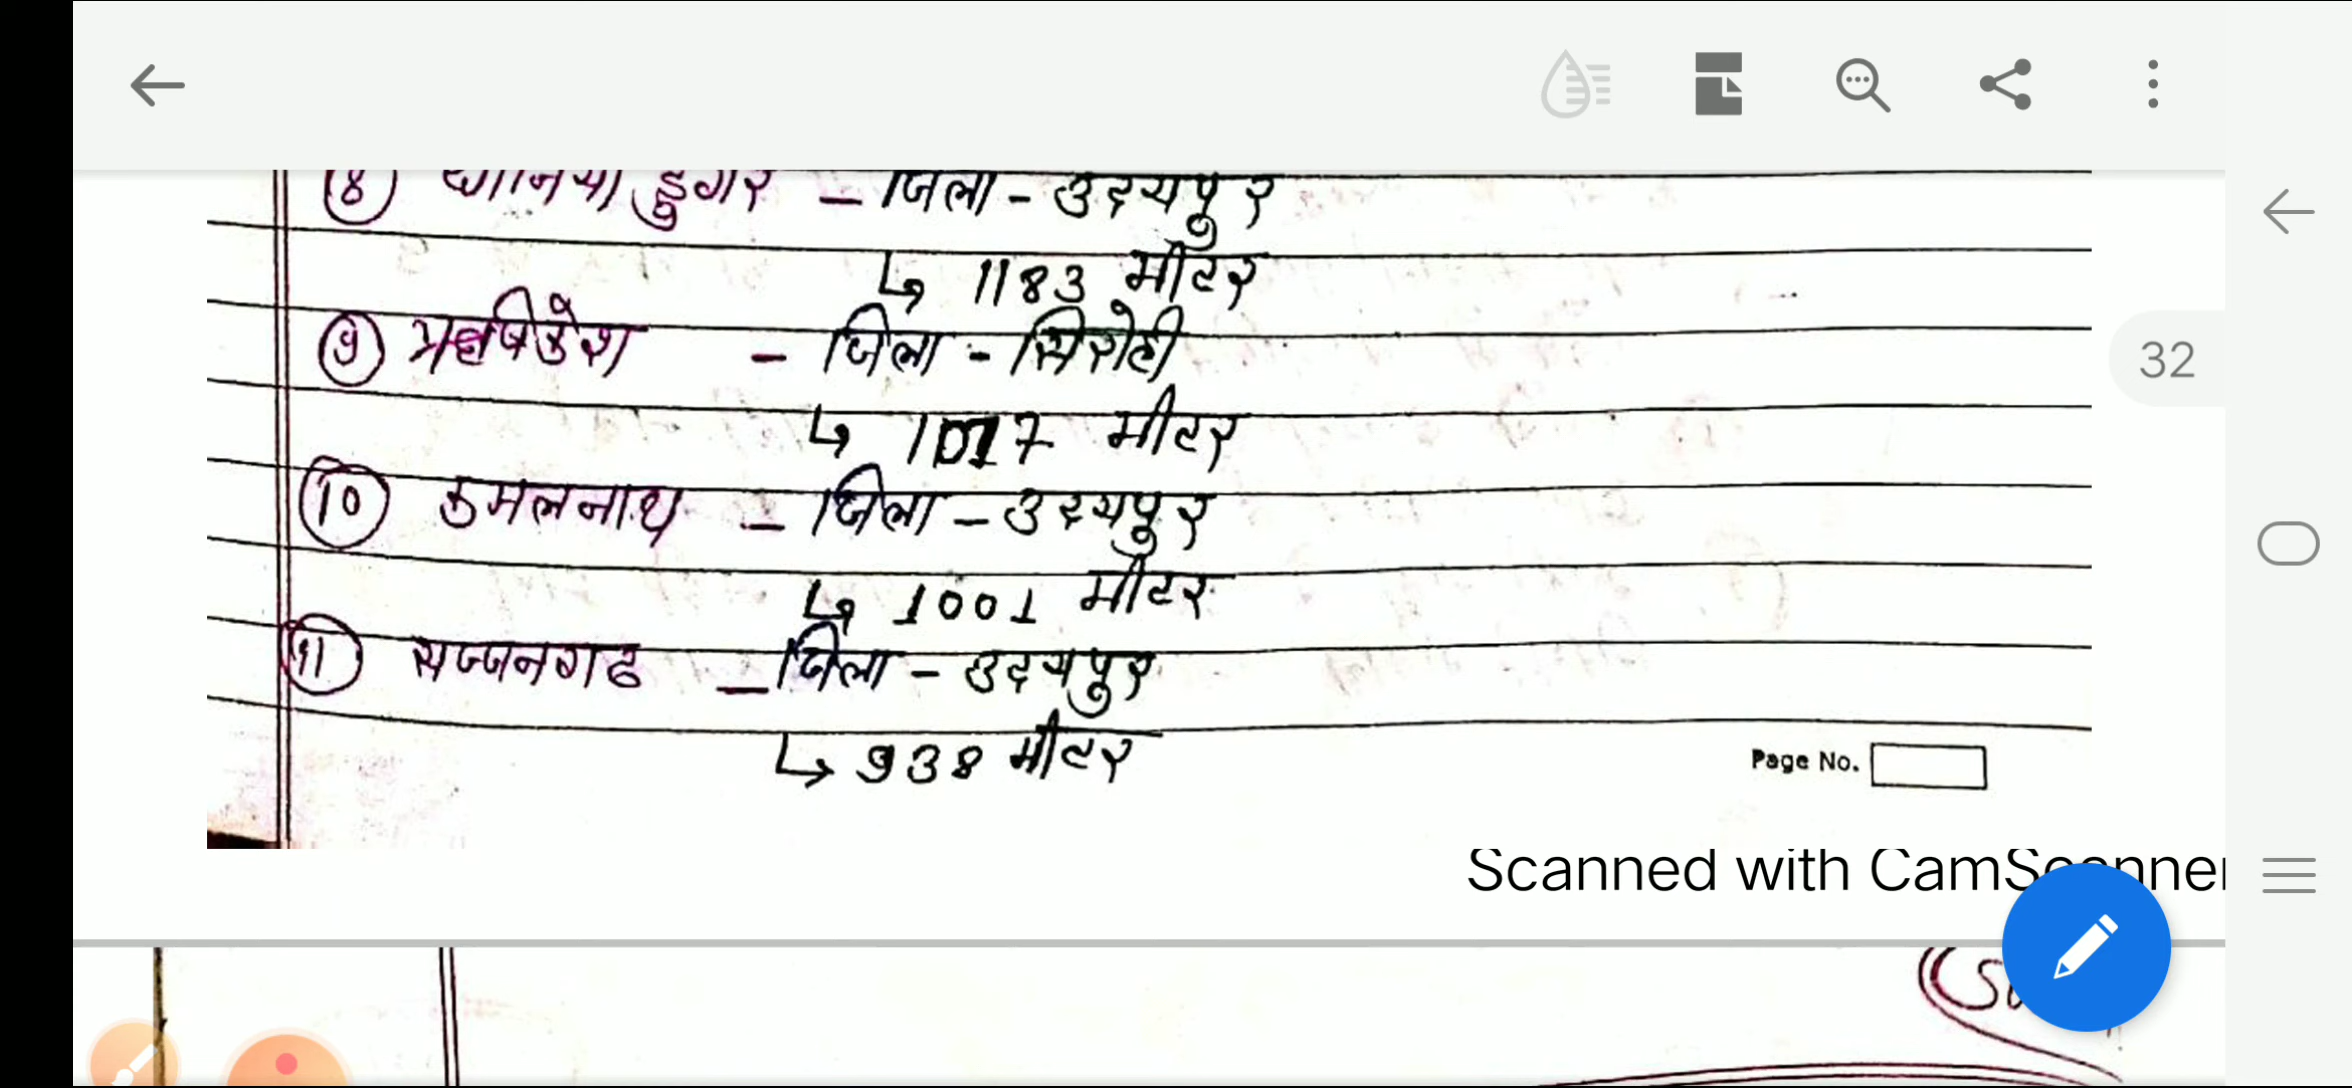 8 धोनिया डुंगर – जिला - उदयपुर
↳ 1183 मीटर
9 – जिला - सिरोही
↳ 1017 मीटर
10 कमलनाथ – जिला – उदयपुर
↳ 1001 मीटर
11 सज्जनगढ – जिला – उदयपुर
↳ 938 मीटर
32
Page No.
Scanned with CamScanner